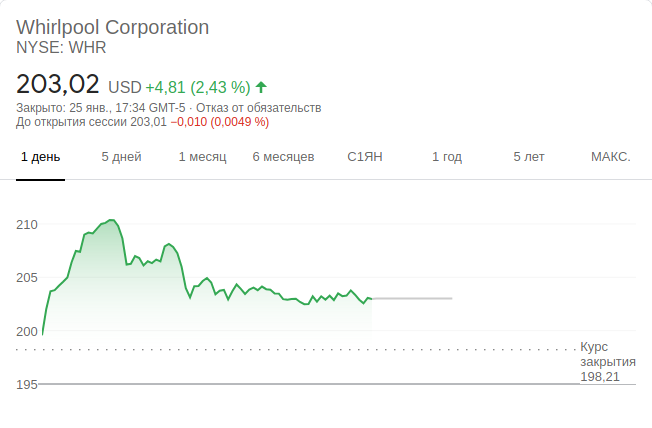 Whirlpool Corporation
NYSE: WHR
203,02 USD +4,81 (2,43 %)
Закрыто: 25 янв., 17:34 GMT-5 · Отказ от обязательств
До открытия сессии 203,01 −0,010 (0,0049 %)
1 день 5 дней 1 месяц 6 месяцев С1ЯН 1 год 5 лет МАКС.
210
205
200
Курс
закрытия
198,21
195